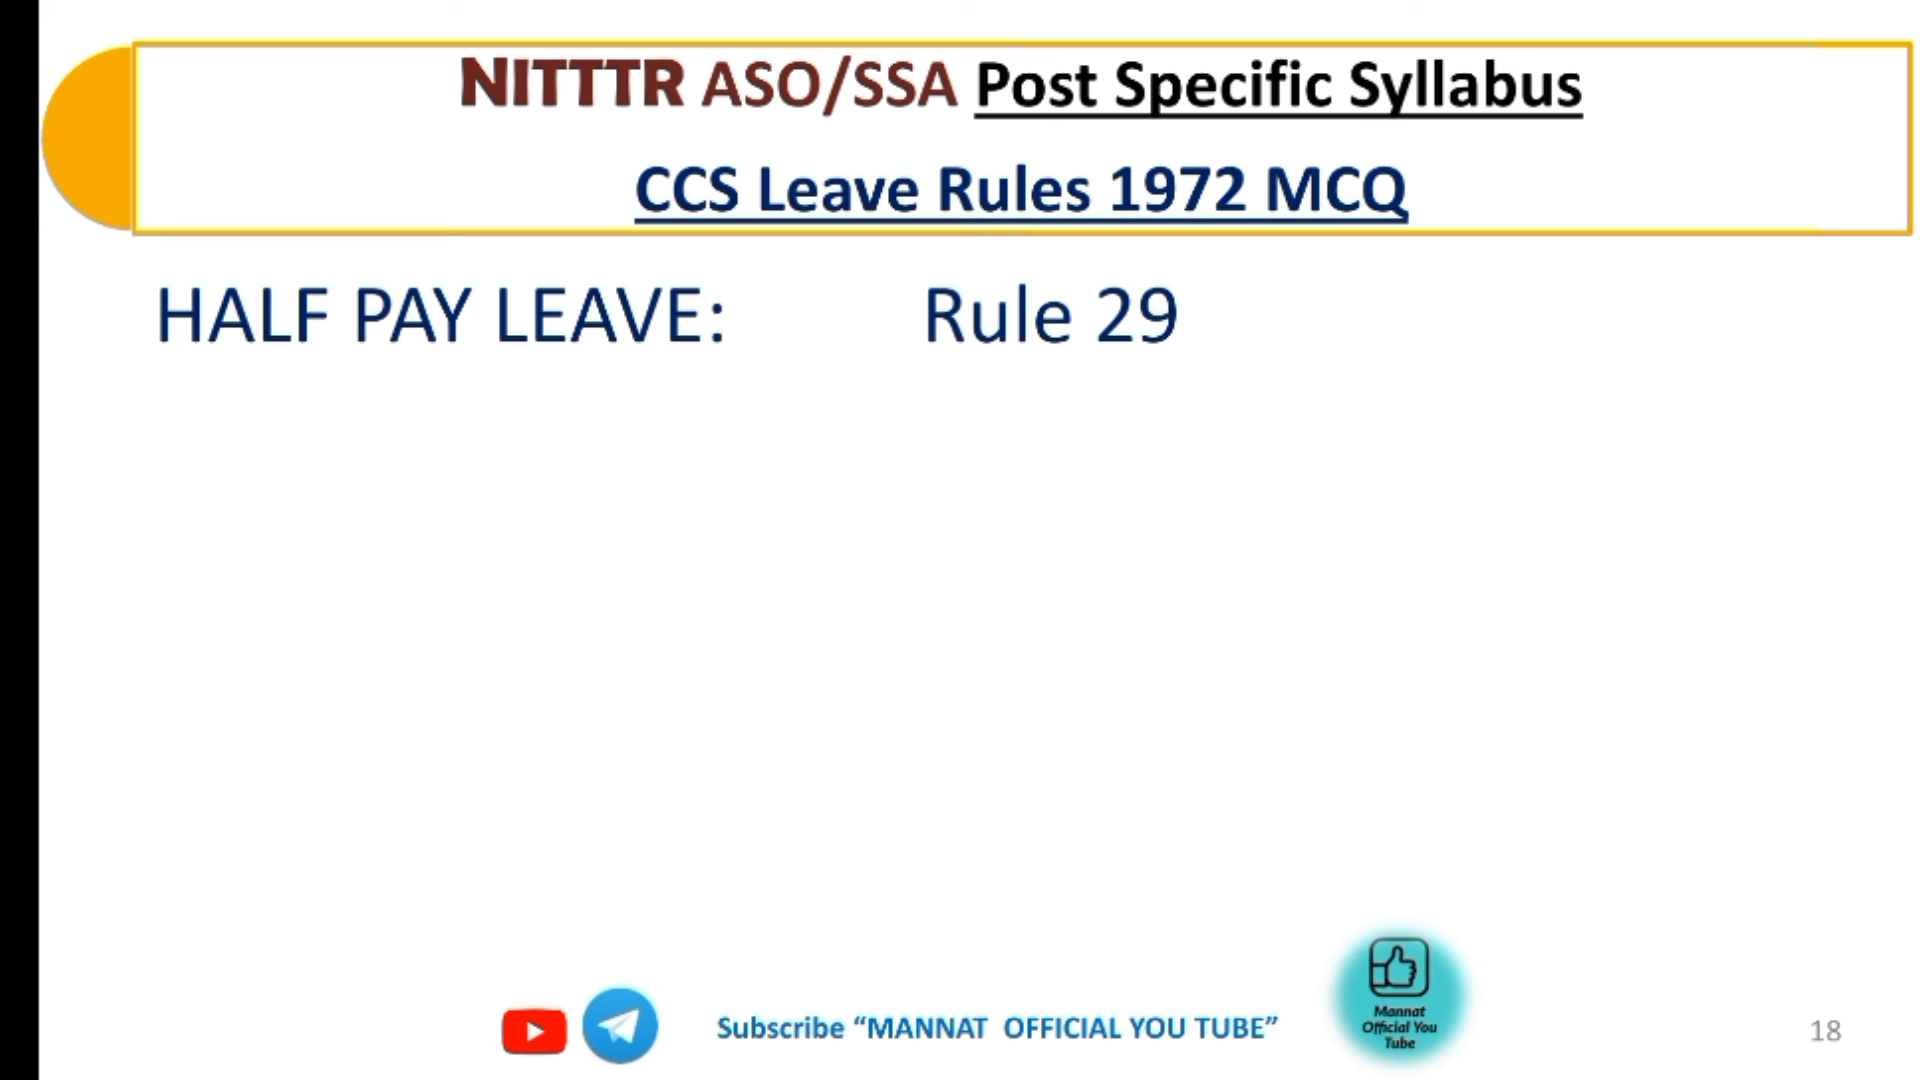 NITTTR ASO/SSA Post Specific Syllabus
CCS Leave Rules 1972 MCQ
HALF PAY LEAVE: Rule 29
Subscribe “MANNAT OFFICIAL YOU TUBE”
Mannat
Official You
Tube
18